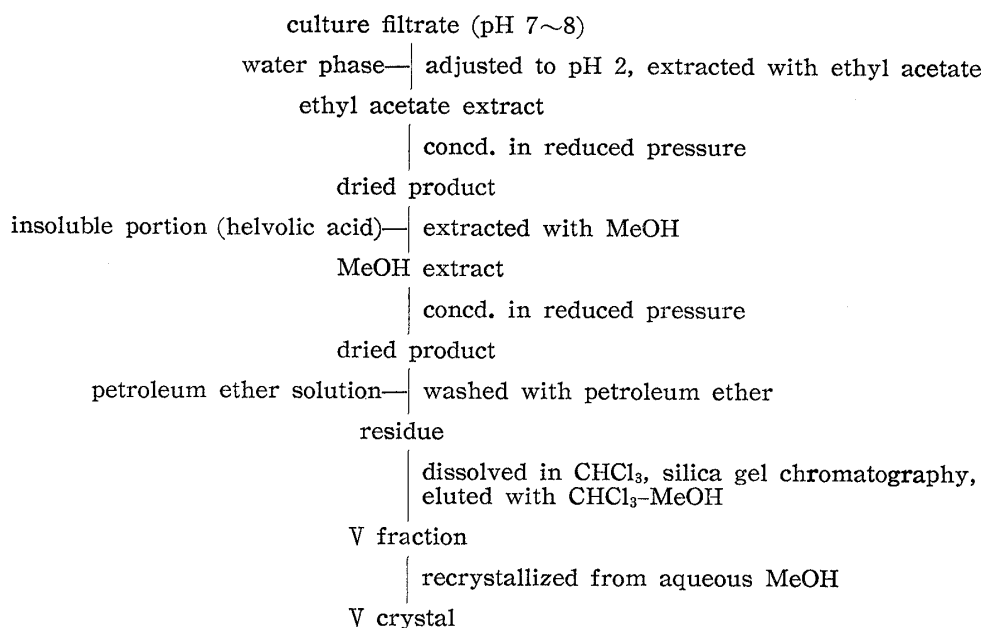 culture filtrate (pH 7~8)
water phase— adjusted to pH 2, extracted with ethyl acetate
ethyl acetate extract
concd. in reduced pressure
dried product
insoluble portion (helvolic acid)— extracted with MeOH
MeOH extract
concd. in reduced pressure
dried product
petroleum ether solution— washed with petroleum ether
residue
dissolved in CHCl₃, silica gel chromatography,
eluted with CHCl₃–MeOH
V fraction
recrystallized from aqueous MeOH
V crystal